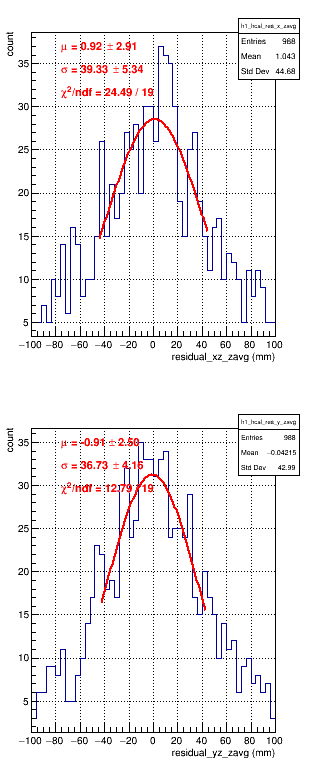 h1_hcal_res_x_zavg
Entries 988
Mean 1.043
Std Dev 44.68
μ = 0.92 ± 2.91
σ = 39.33 ± 5.34
χ²/ndf = 24.49 / 19
count
35
30
25
20
15
10
5
−100 −80 −60 −40 −20 0 20 40 60 80 100
residual_xz_zavg (mm)
h1_hcal_res_y_zavg
Entries 988
Mean −0.04215
Std Dev 42.99
μ = -0.91 ± 2.50
σ = 36.73 ± 4.16
χ²/ndf = 12.79 / 19
count
35
30
25
20
15
10
5
−100 −80 −60 −40 −20 0 20 40 60 80 100
residual_yz_zavg (mm)